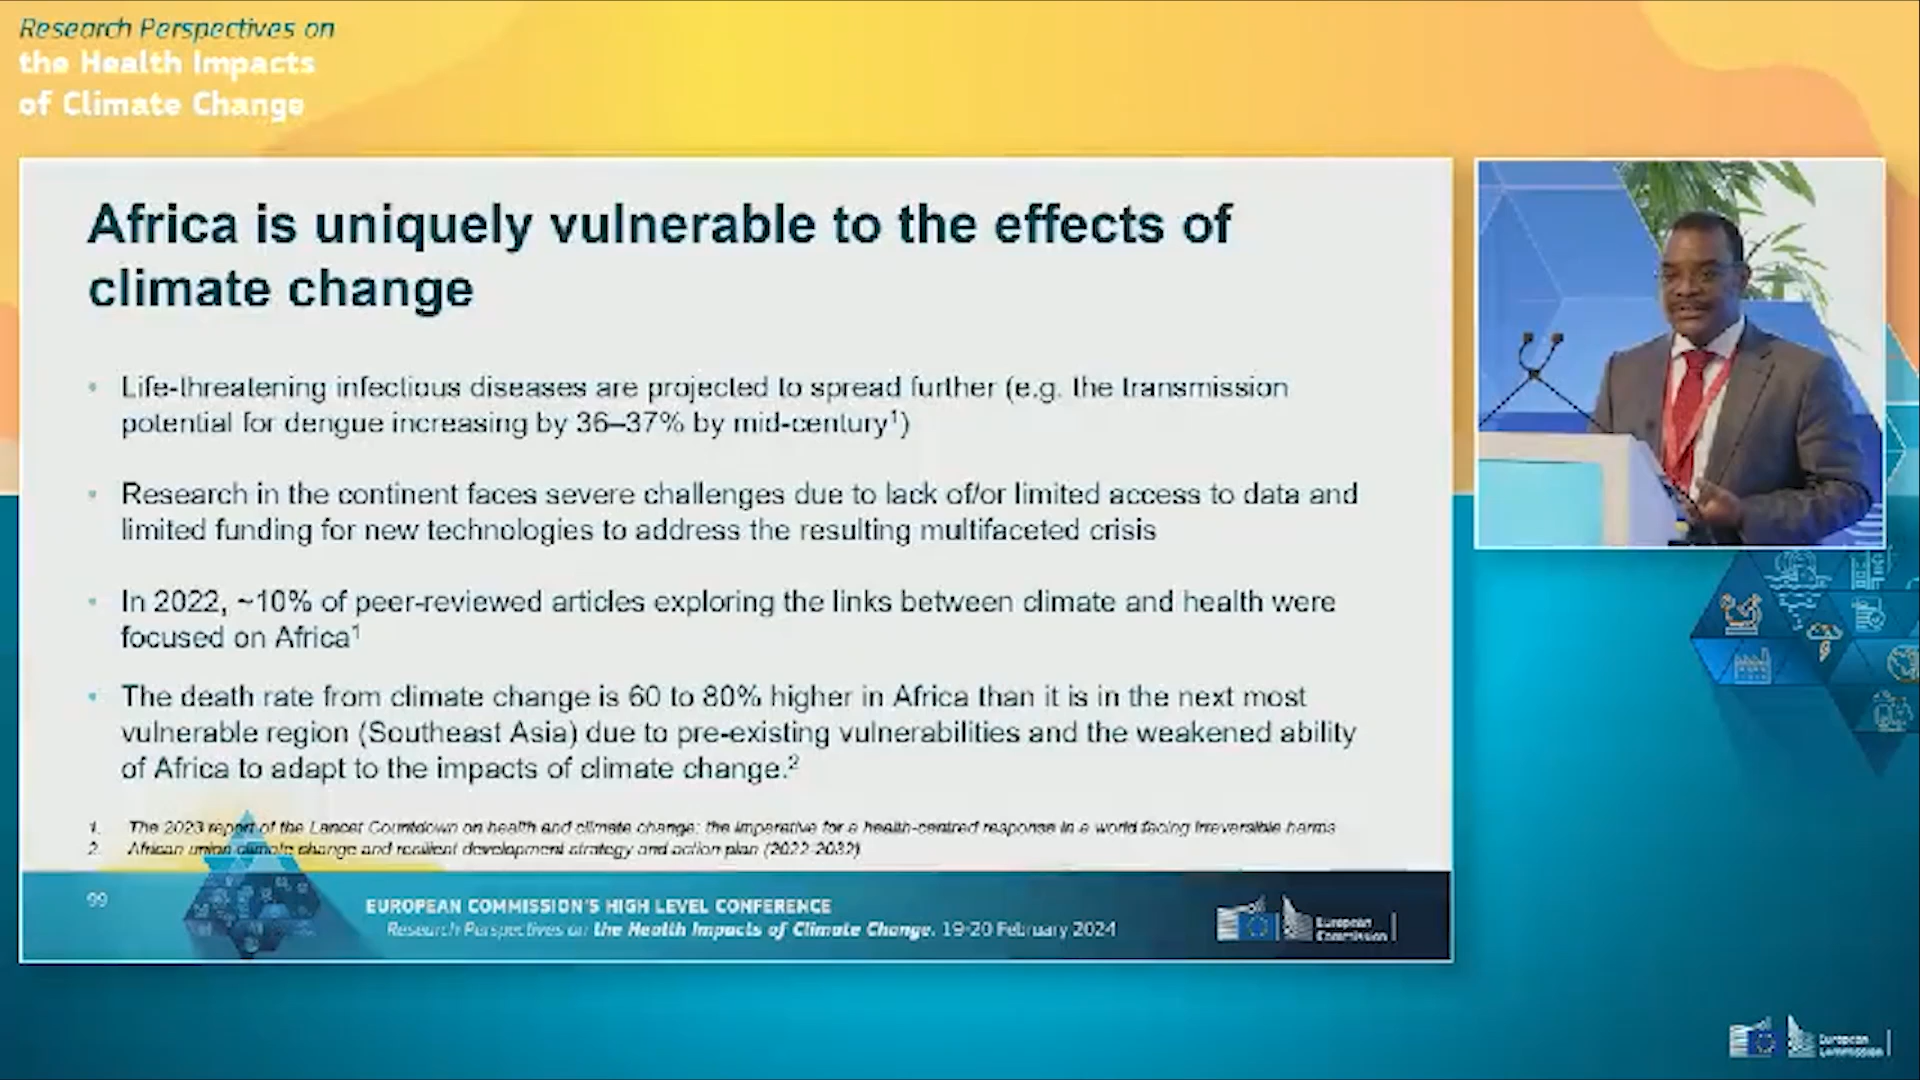 Research Perspectives on
the Health Impacts
of Climate Change
Africa is uniquely vulnerable to the effects of
climate change
• Life-threatening infectious diseases are projected to spread further (e.g. the transmission
potential for dengue increasing by 36–37% by mid-century¹)
• Research in the continent faces severe challenges due to lack of/or limited access to data and
limited funding for new technologies to address the resulting multifaceted crisis
• In 2022, ~10% of peer-reviewed articles exploring the links between climate and health were
focused on Africa¹
• The death rate from climate change is 60 to 80% higher in Africa than it is in the next most
vulnerable region (Southeast Asia) due to pre-existing vulnerabilities and the weakened ability
of Africa to adapt to the impacts of climate change.²
1. The 2023 report of the Lancet Countdown on health and climate change: the imperative for a health-centred response in a world facing irreversible harms
2. African union climate change and resilient development strategy and action plan (2022-2032)
99
EUROPEAN COMMISSION'S HIGH LEVEL CONFERENCE
Research Perspectives on the Health Impacts of Climate Change. 19-20 February 2024
European
Commission
European
Commission